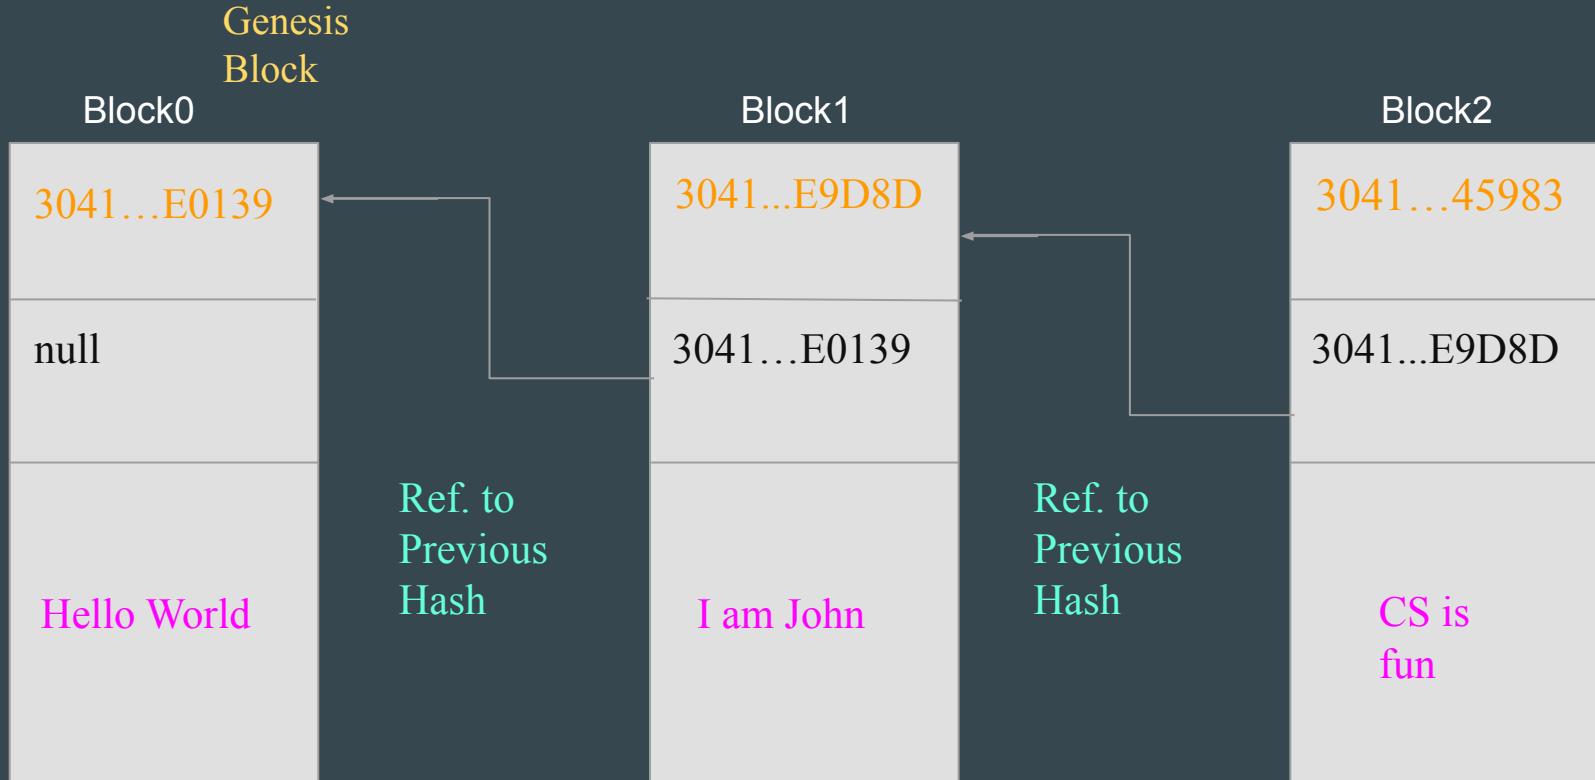 Genesis
Block
Block0
Block1
Block2
3041…E0139
3041...E9D8D
3041…45983
null
3041…E0139
3041...E9D8D
Ref. to
Previous
Hash
Ref. to
Previous
Hash
Hello World
I am John
CS is
fun